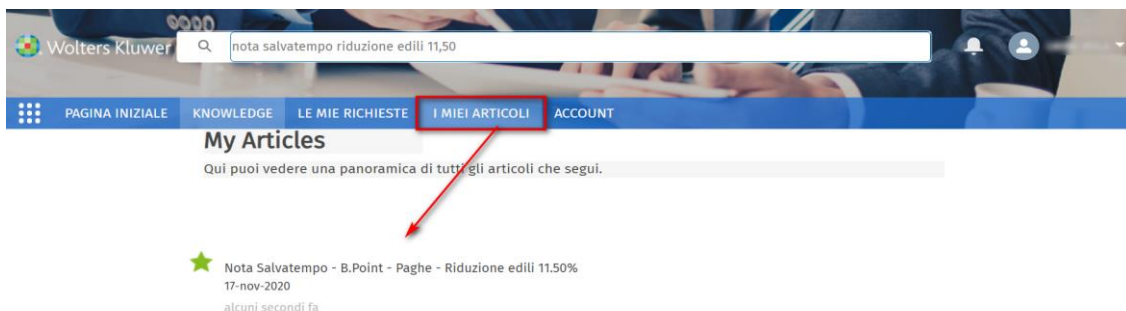 Wolters Kluwer
nota salvatempo riduzione edili 11,50
PAGINA INIZIALE KNOWLEDGE LE MIE RICHIESTE I MIEI ARTICOLI ACCOUNT
My Articles
Qui puoi vedere una panoramica di tutti gli articoli che segui.
Nota Salvatempo - B.Point - Paghe - Riduzione edili 11.50%
17-nov-2020
alcuni secondi fa